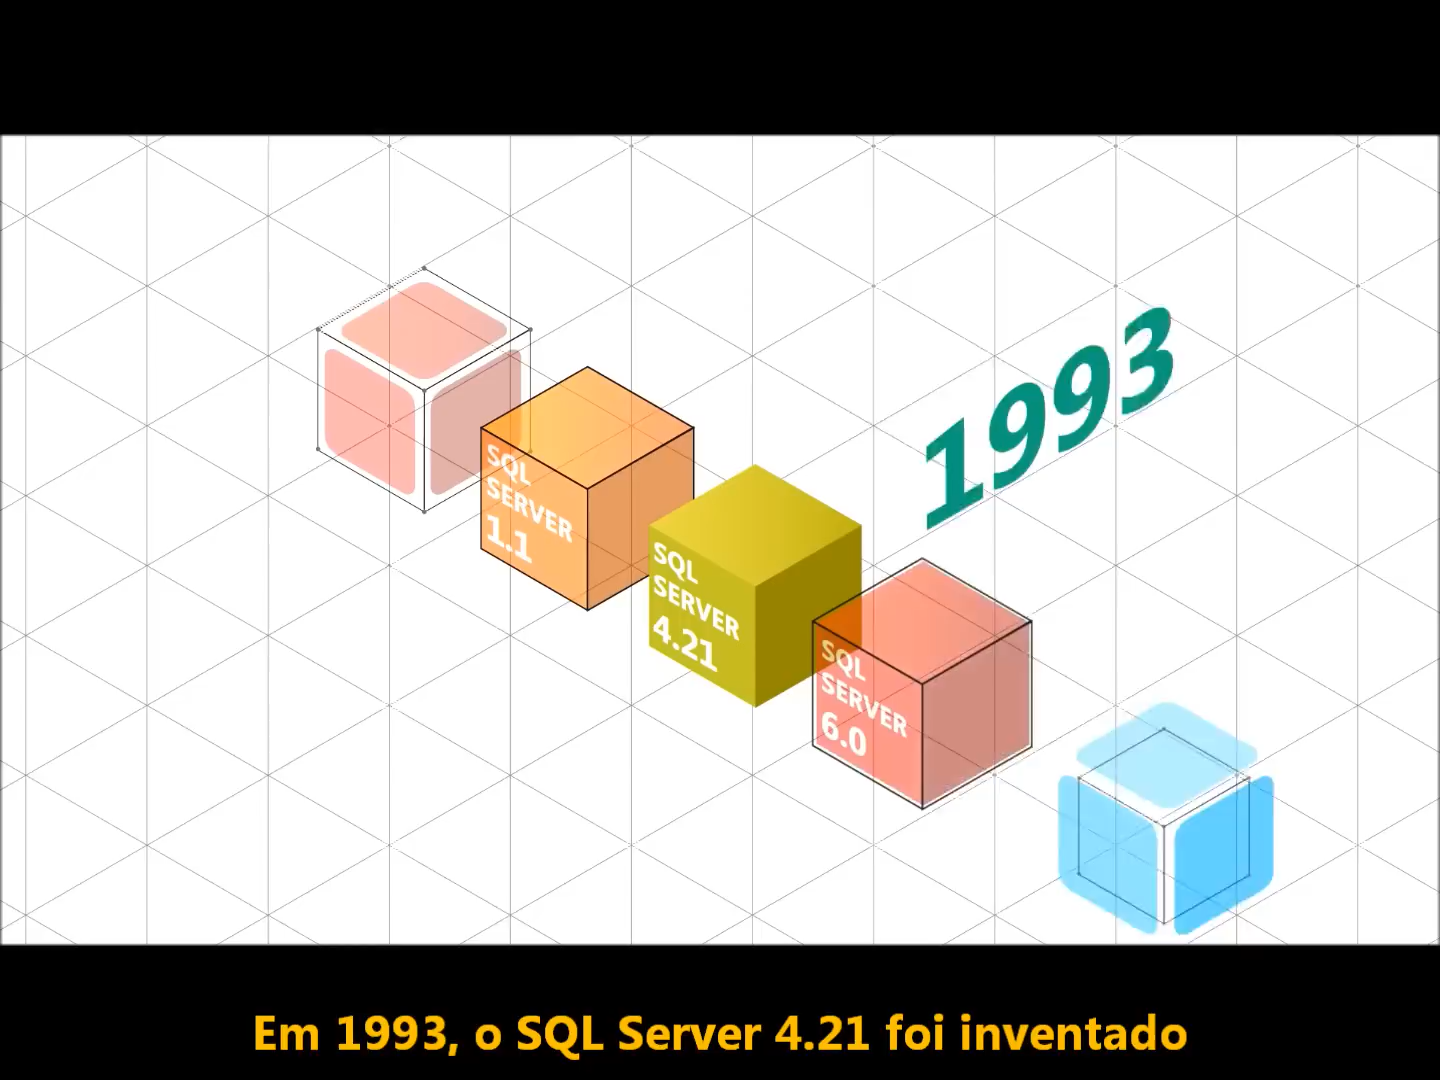 1993
SQL
SERVER
1.1
SQL
SERVER
4.21
SQL
SERVER
6.0
Em 1993, o SQL Server 4.21 foi inventado